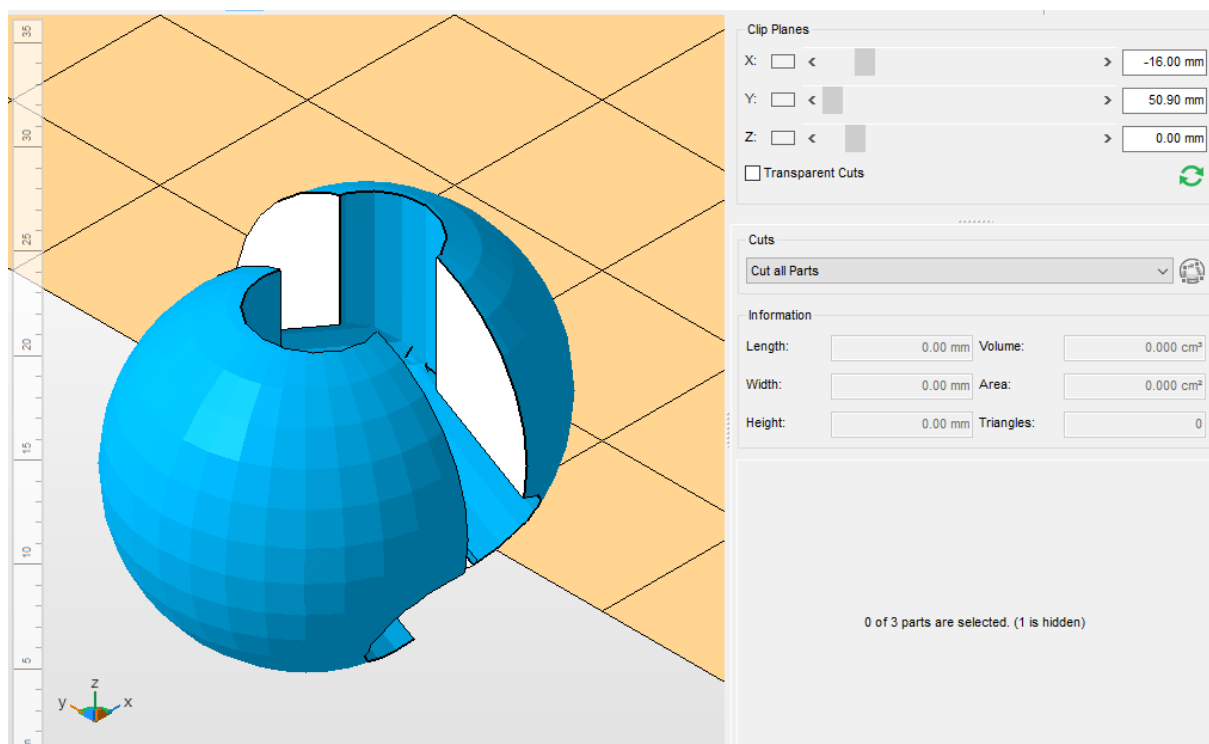 35
30
25
20
15
10
5
z
y
x
Clip Planes
X: < > -16.00 mm
Y: < > 50.90 mm
Z: < > 0.00 mm
Transparent Cuts
Cuts
Cut all Parts
Information
Length: 0.00 mm Volume: 0.000 cm³
Width: 0.00 mm Area: 0.000 cm²
Height: 0.00 mm Triangles: 0
0 of 3 parts are selected. (1 is hidden)